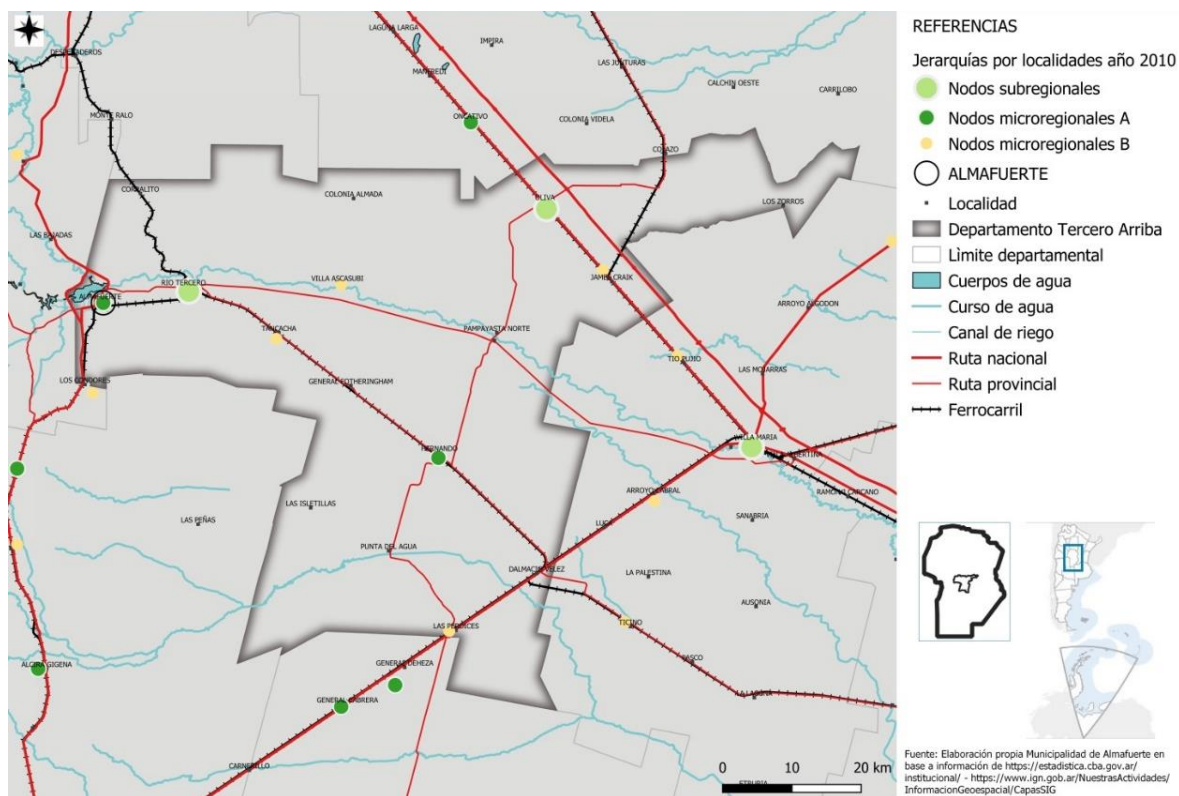 LAGUNA LARGA
IMPIRA
DESPEÑADEROS
MANFREDI
LAS JUNTURAS
CALCHIN OESTE
CARRILOBO
MONTE RALO
ONCATIVO
COLONIA VIDELA
COLAZO
CORRALITO
COLONIA ALMADA
OLIVA
LOS ZORROS
LAS BAJADAS
VILLA ASCASUBI
JAMES CRAIK
RIO TERCERO
ALMAFUERTE
ARROYO ALGODON
TANCACHA
PAMPAYASTA NORTE
TIO PUJIO
LAS MOJARRAS
LOS CONDORES
GENERAL FOTHERINGHAM
VILLA MARIA
HERNANDO
ARROYO CABRAL
RAMON J CARCANO
LAS ISLETILLAS
LAS PEÑAS
LUCA
SANABRIA
PUNTA DEL AGUA
DALMACIO VELEZ
LA PALESTINA
AUSONIA
LAS PERDICES
TICINO
ALCIRA GIGENA
GENERAL DEHEZA
PASCO
GENERAL CABRERA
LA LAGUNA
CARNERILLO
ETRURIA
0 10 20 km
REFERENCIAS
Jerarquías por localidades año 2010
Nodos subregionales
Nodos microregionales A
Nodos microregionales B
ALMAFUERTE
Localidad
Departamento Tercero Arriba
Lìmite departamental
Cuerpos de agua
Curso de agua
Canal de riego
Ruta nacional
Ruta provincial
Ferrocarril
Fuente: Elaboración propia Municipalidad de Almafuerte en
base a información de https://estadistica.cba.gov.ar/
institucional/ - https://www.ign.gob.ar/NuestrasActividades/
InformacionGeoespacial/CapasSIG